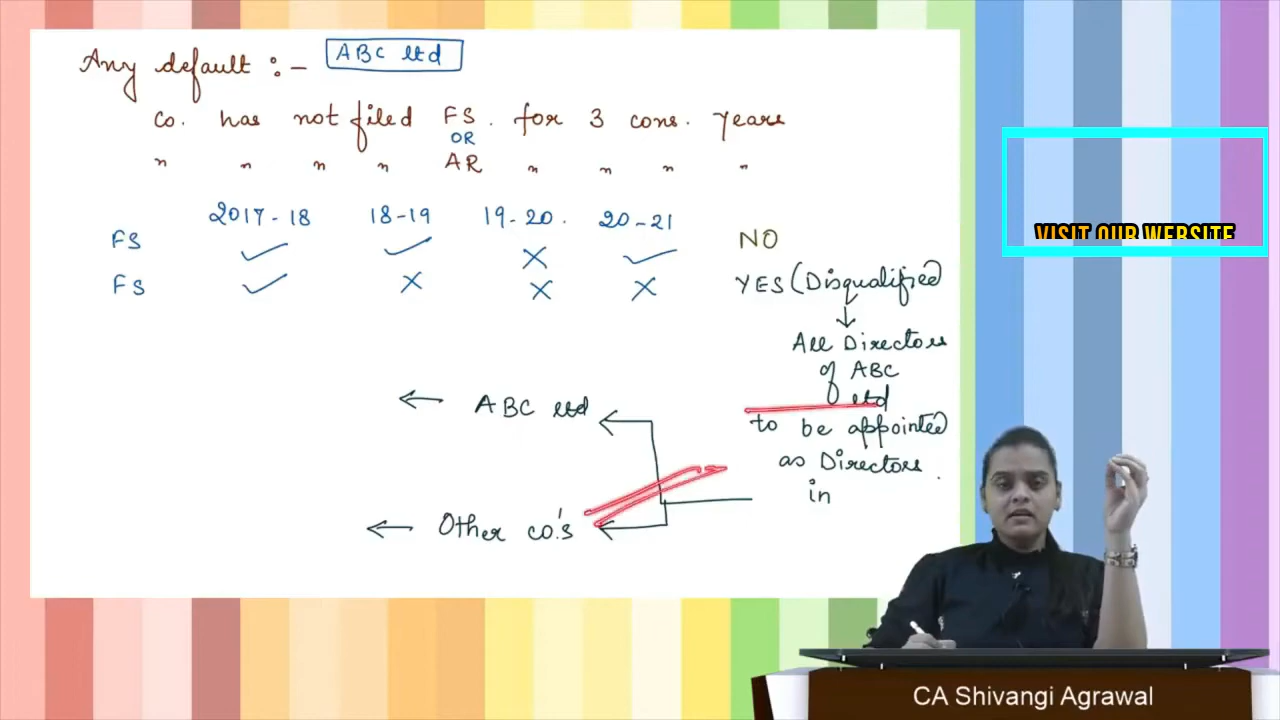 Any default :- ABC ltd
Co. has not filed FS. for 3 cons. years
OR
" " " " AR " " " "
2017-18 18-19 19-20. 20-21
FS ✓ ✓ X ✓ NO
FS ✓ X X X YES (Disqualified
↓
All Directors
of ABC
ltd
to be appointed
as Directors
in
← ABC ltd
← Other co's
VISIT OUR WEBSITE
CA Shivangi Agrawal